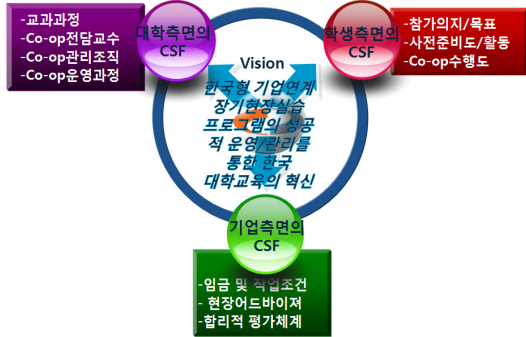 -교과과정
-Co-op전담교수
-Co-op관리조직
-Co-op운영과정
대학측면의
CSF
학생측면의
CSF
-참가의지/목표
-사전준비도/활동
-Co-op수행도
Vision
한국형 기업연계
장기현장실습
프로그램의 성공
적 운영/관리를
통한 한국
대학교육의 혁신
기업측면의
CSF
-임금 및 작업조건
- 현장어드바이져
-합리적 평가체계